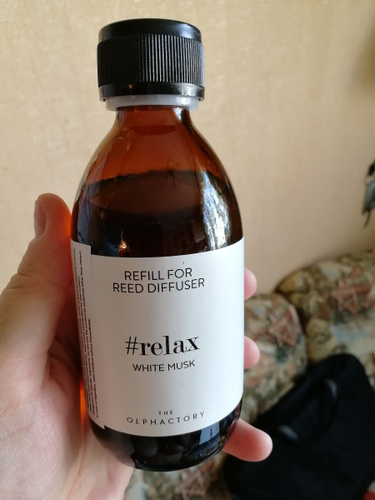 REFILL FOR
REED DIFFUSER
#relax
WHITE MUSK
THE
OLPHACTORY